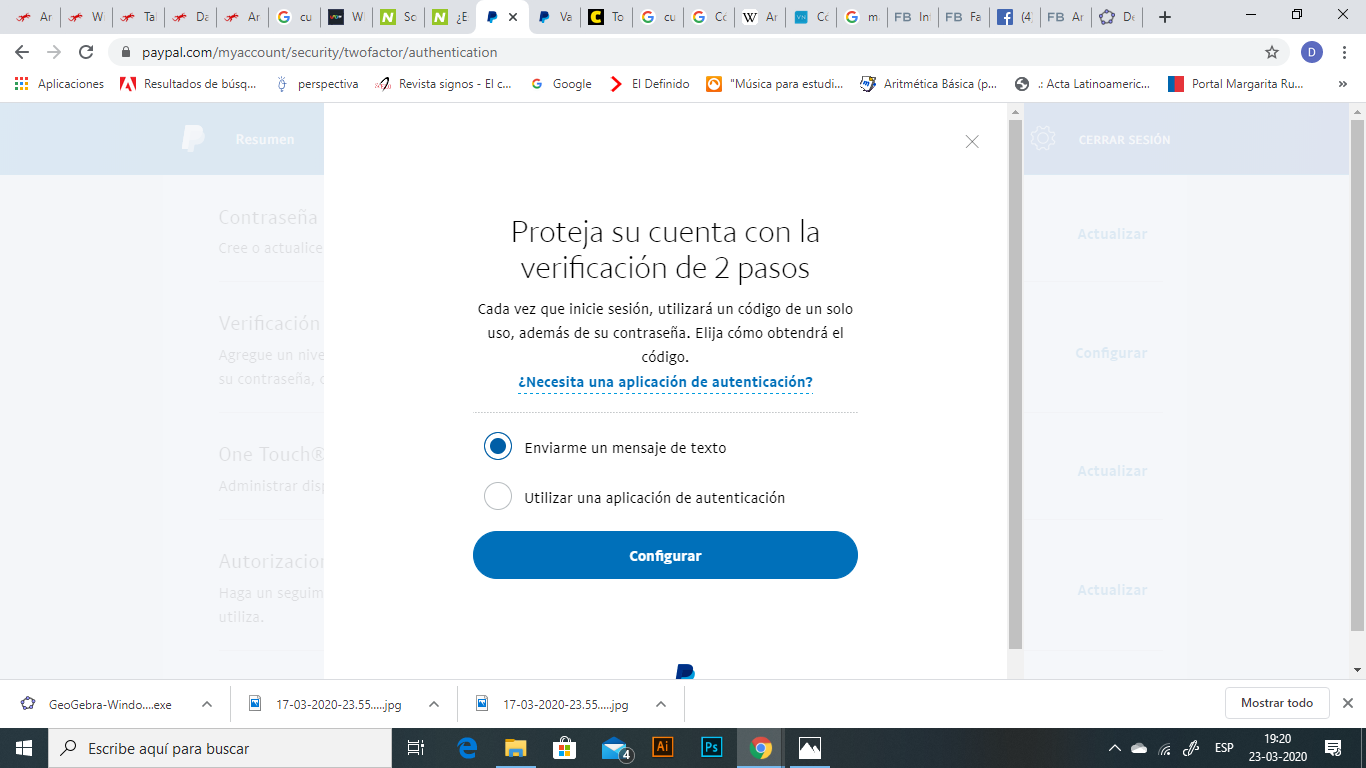 Ar
W
Tal
Da
Ar
cu
W
Sc
¿E
Va
To
cu
Có
Ar
Có
m
FB In
FB Fa
(4)
FB Ar
De
paypal.com/myaccount/security/twofactor/authentication
D
Aplicaciones
Resultados de búsq...
perspectiva
Revista signos - El c...
Google
El Definido
"Música para estudi...
Aritmética Básica (p...
.: Acta Latinoameric...
Portal Margarita Ru...
»
Resumen
CERRAR SESIÓN
Contraseña
Cree o actualice
Actualizar
Verificación
Agregue un nive
su contraseña, c
Configurar
One Touch®
Administrar disp
Actualizar
Autorizacion
Haga un seguim
utiliza.
Actualizar
Proteja su cuenta con la
verificación de 2 pasos
Cada vez que inicie sesión, utilizará un código de un solo
uso, además de su contraseña. Elija cómo obtendrá el
código.
¿Necesita una aplicación de autenticación?
Enviarme un mensaje de texto
Utilizar una aplicación de autenticación
Configurar
GeoGebra-Windo....exe
17-03-2020-23.55.....jpg
17-03-2020-23.55.....jpg
Mostrar todo
Escribe aquí para buscar
4
Ai
Ps
ESP
19:20
23-03-2020